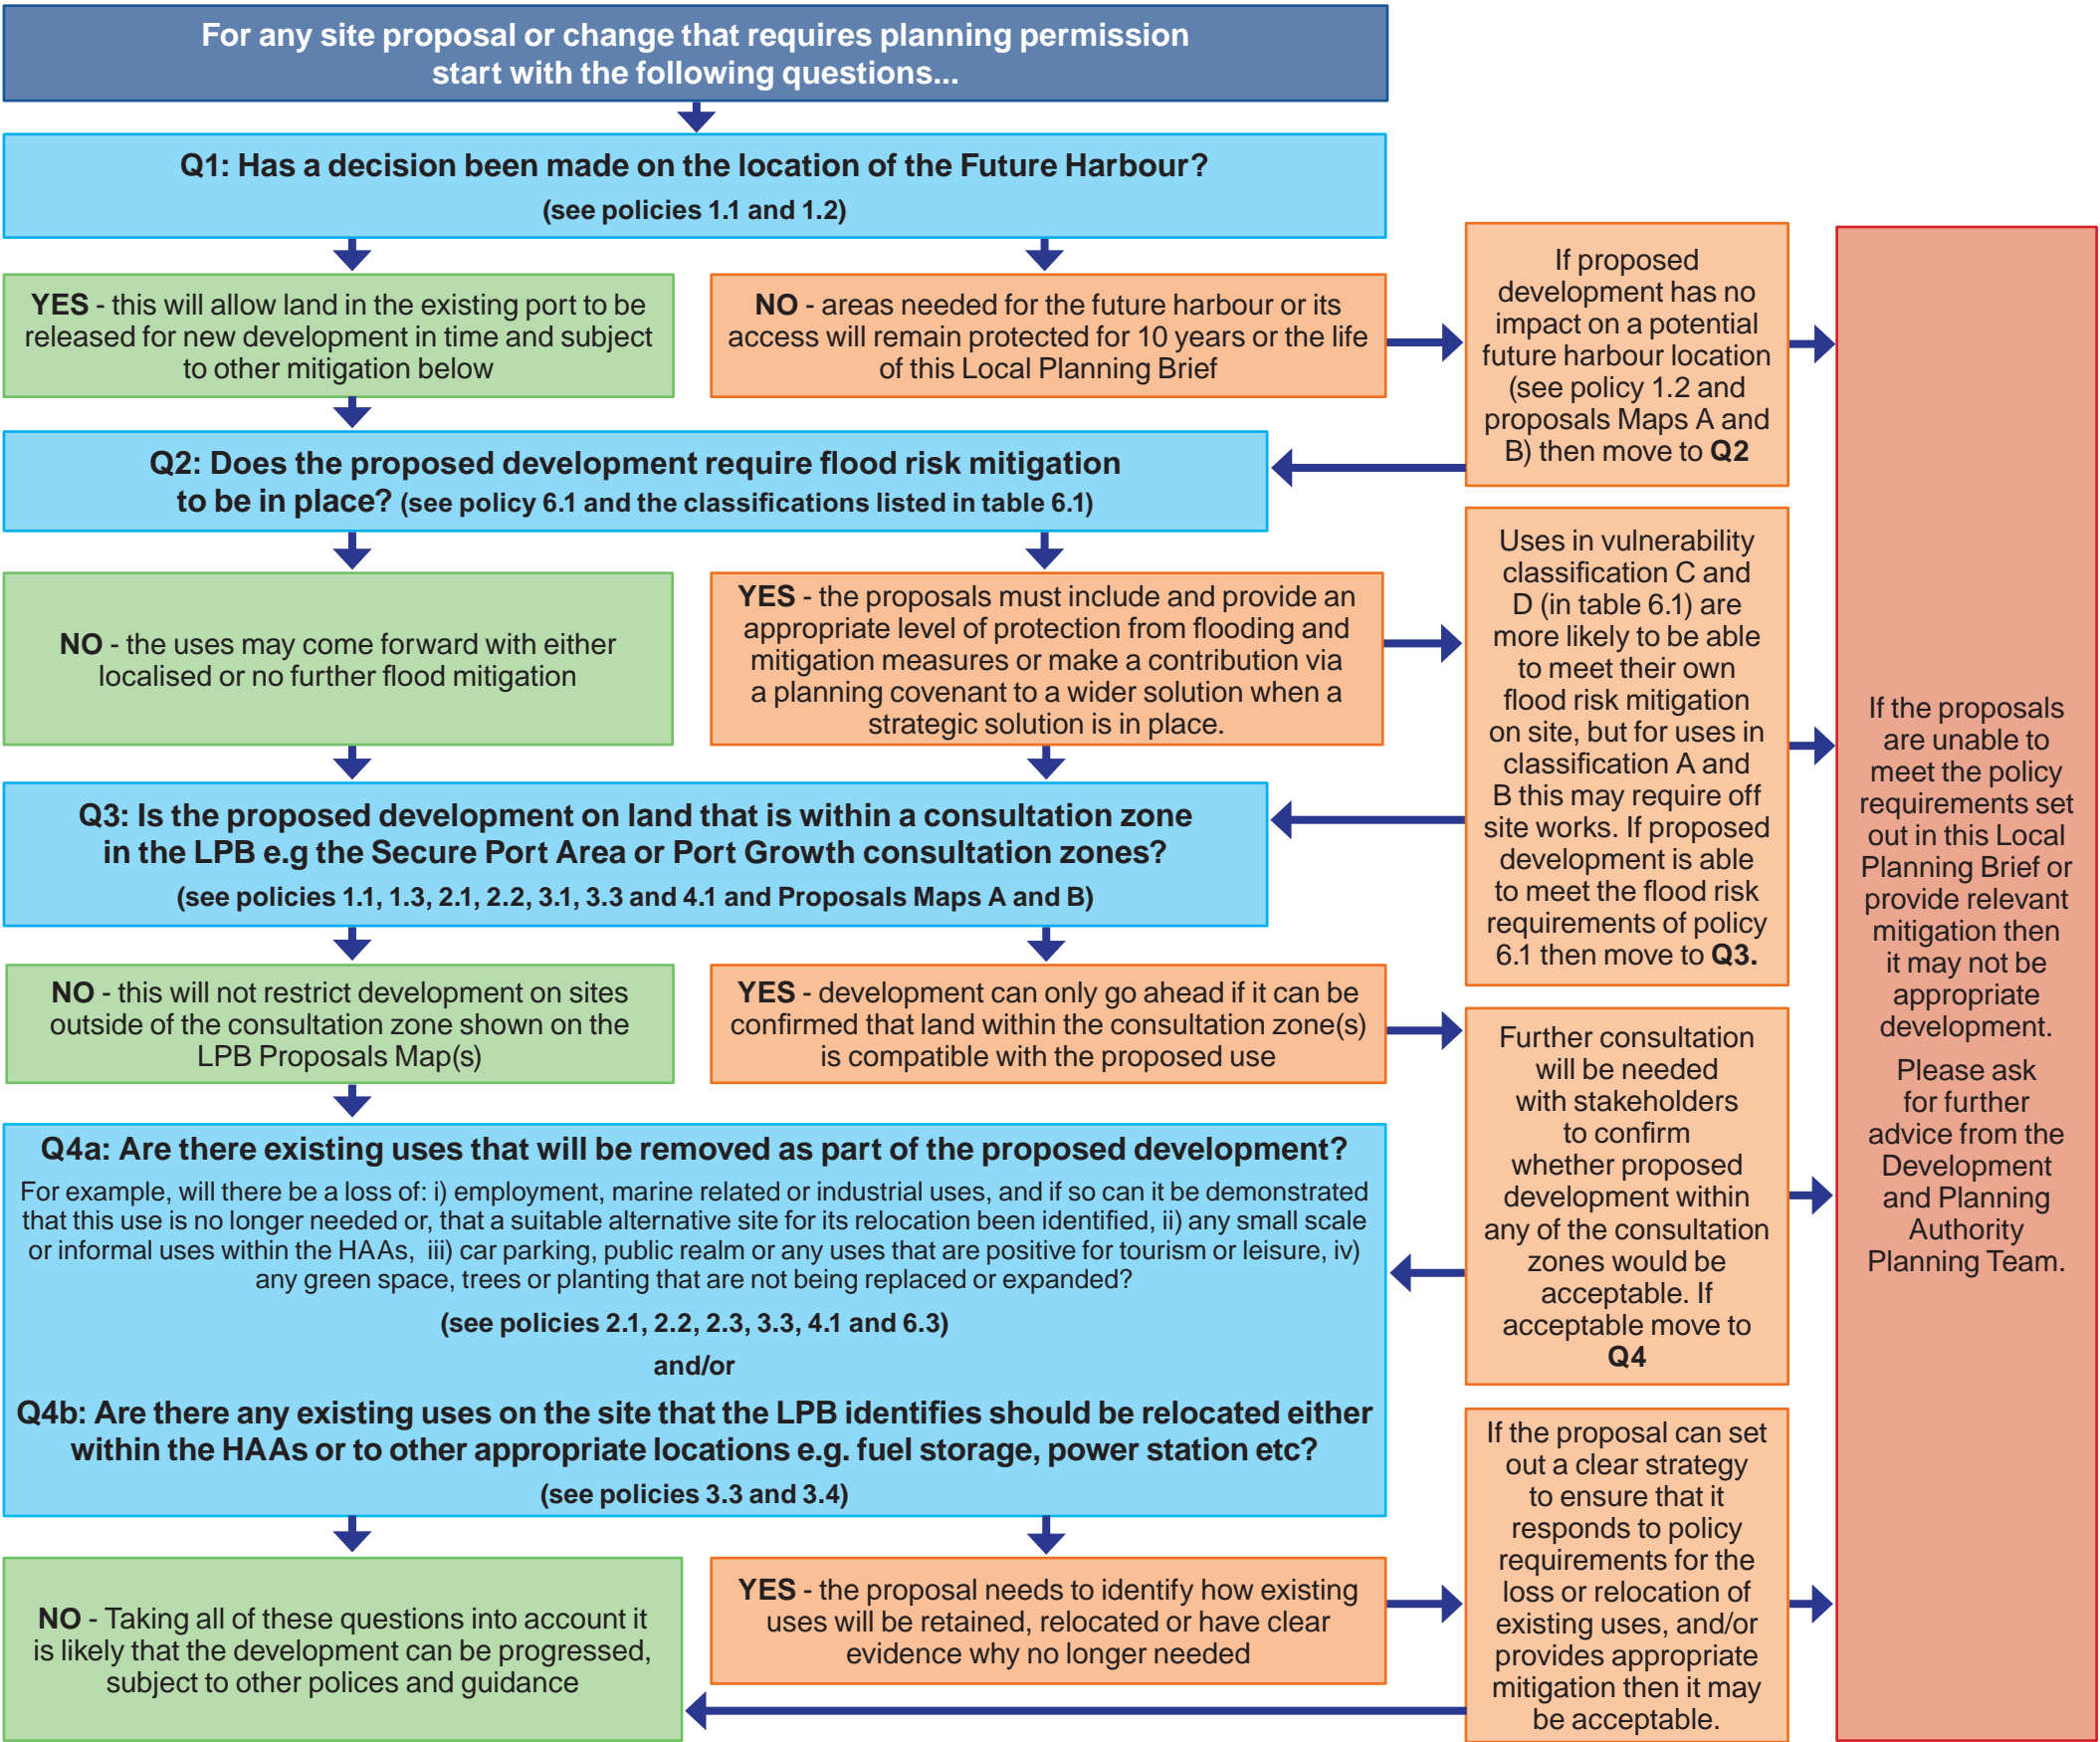 For any site proposal or change that requires planning permission
start with the following questions...
Q1: Has a decision been made on the location of the Future Harbour?
(see policies 1.1 and 1.2)
YES - this will allow land in the existing port to be
released for new development in time and subject
to other mitigation below
NO - areas needed for the future harbour or its
access will remain protected for 10 years or the life
of this Local Planning Brief
If proposed
development has no
impact on a potential
future harbour location
(see policy 1.2 and
proposals Maps A and
B) then move to Q2
Q2: Does the proposed development require flood risk mitigation
to be in place? (see policy 6.1 and the classifications listed in table 6.1)
NO - the uses may come forward with either
localised or no further flood mitigation
YES - the proposals must include and provide an
appropriate level of protection from flooding and
mitigation measures or make a contribution via
a planning covenant to a wider solution when a
strategic solution is in place.
Uses in vulnerability
classification C and
D (in table 6.1) are
more likely to be able
to meet their own
flood risk mitigation
on site, but for uses in
classification A and
B this may require off
site works. If proposed
development is able
to meet the flood risk
requirements of policy
6.1 then move to Q3.
Q3: Is the proposed development on land that is within a consultation zone
in the LPB e.g the Secure Port Area or Port Growth consultation zones?
(see policies 1.1, 1.3, 2.1, 2.2, 3.1, 3.3 and 4.1 and Proposals Maps A and B)
NO - this will not restrict development on sites
outside of the consultation zone shown on the
LPB Proposals Map(s)
YES - development can only go ahead if it can be
confirmed that land within the consultation zone(s)
is compatible with the proposed use
Further consultation
will be needed
with stakeholders
to confirm
whether proposed
development within
any of the consultation
zones would be
acceptable. If
acceptable move to
Q4
Q4a: Are there existing uses that will be removed as part of the proposed development?
For example, will there be a loss of: i) employment, marine related or industrial uses, and if so can it be demonstrated
that this use is no longer needed or, that a suitable alternative site for its relocation been identified, ii) any small scale
or informal uses within the HAAs, iii) car parking, public realm or any uses that are positive for tourism or leisure, iv)
any green space, trees or planting that are not being replaced or expanded?
(see policies 2.1, 2.2, 2.3, 3.3, 4.1 and 6.3)
and/or
Q4b: Are there any existing uses on the site that the LPB identifies should be relocated either
within the HAAs or to other appropriate locations e.g. fuel storage, power station etc?
(see policies 3.3 and 3.4)
NO - Taking all of these questions into account it
is likely that the development can be progressed,
subject to other polices and guidance
YES - the proposal needs to identify how existing
uses will be retained, relocated or have clear
evidence why no longer needed
If the proposal can set
out a clear strategy
to ensure that it
responds to policy
requirements for the
loss or relocation of
existing uses, and/or
provides appropriate
mitigation then it may
be acceptable.
If the proposals
are unable to
meet the policy
requirements set
out in this Local
Planning Brief or
provide relevant
mitigation then
it may not be
appropriate
development.
Please ask
for further
advice from the
Development
and Planning
Authority
Planning Team.